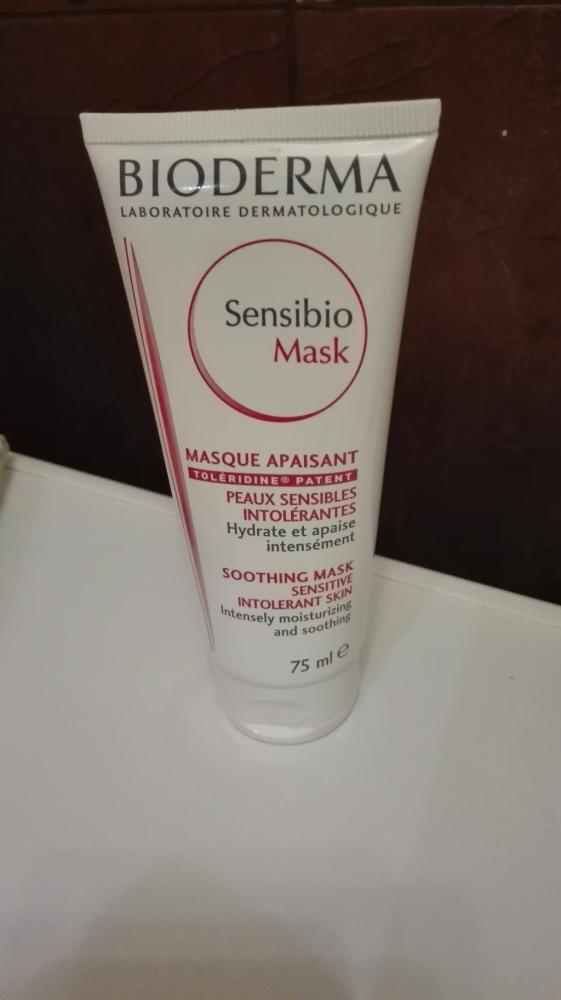 BIODERMA
LABORATOIRE DERMATOLOGIQUE
Sensibio
Mask
MASQUE APAISANT
TOLÉRIDINE® PATENT
PEAUX SENSIBLES
INTOLÉRANTES
Hydrate et apaise
intensément
SOOTHING MASK
SENSITIVE
INTOLERANT SKIN
Intensely moisturizing
and soothing
75 ml ℮